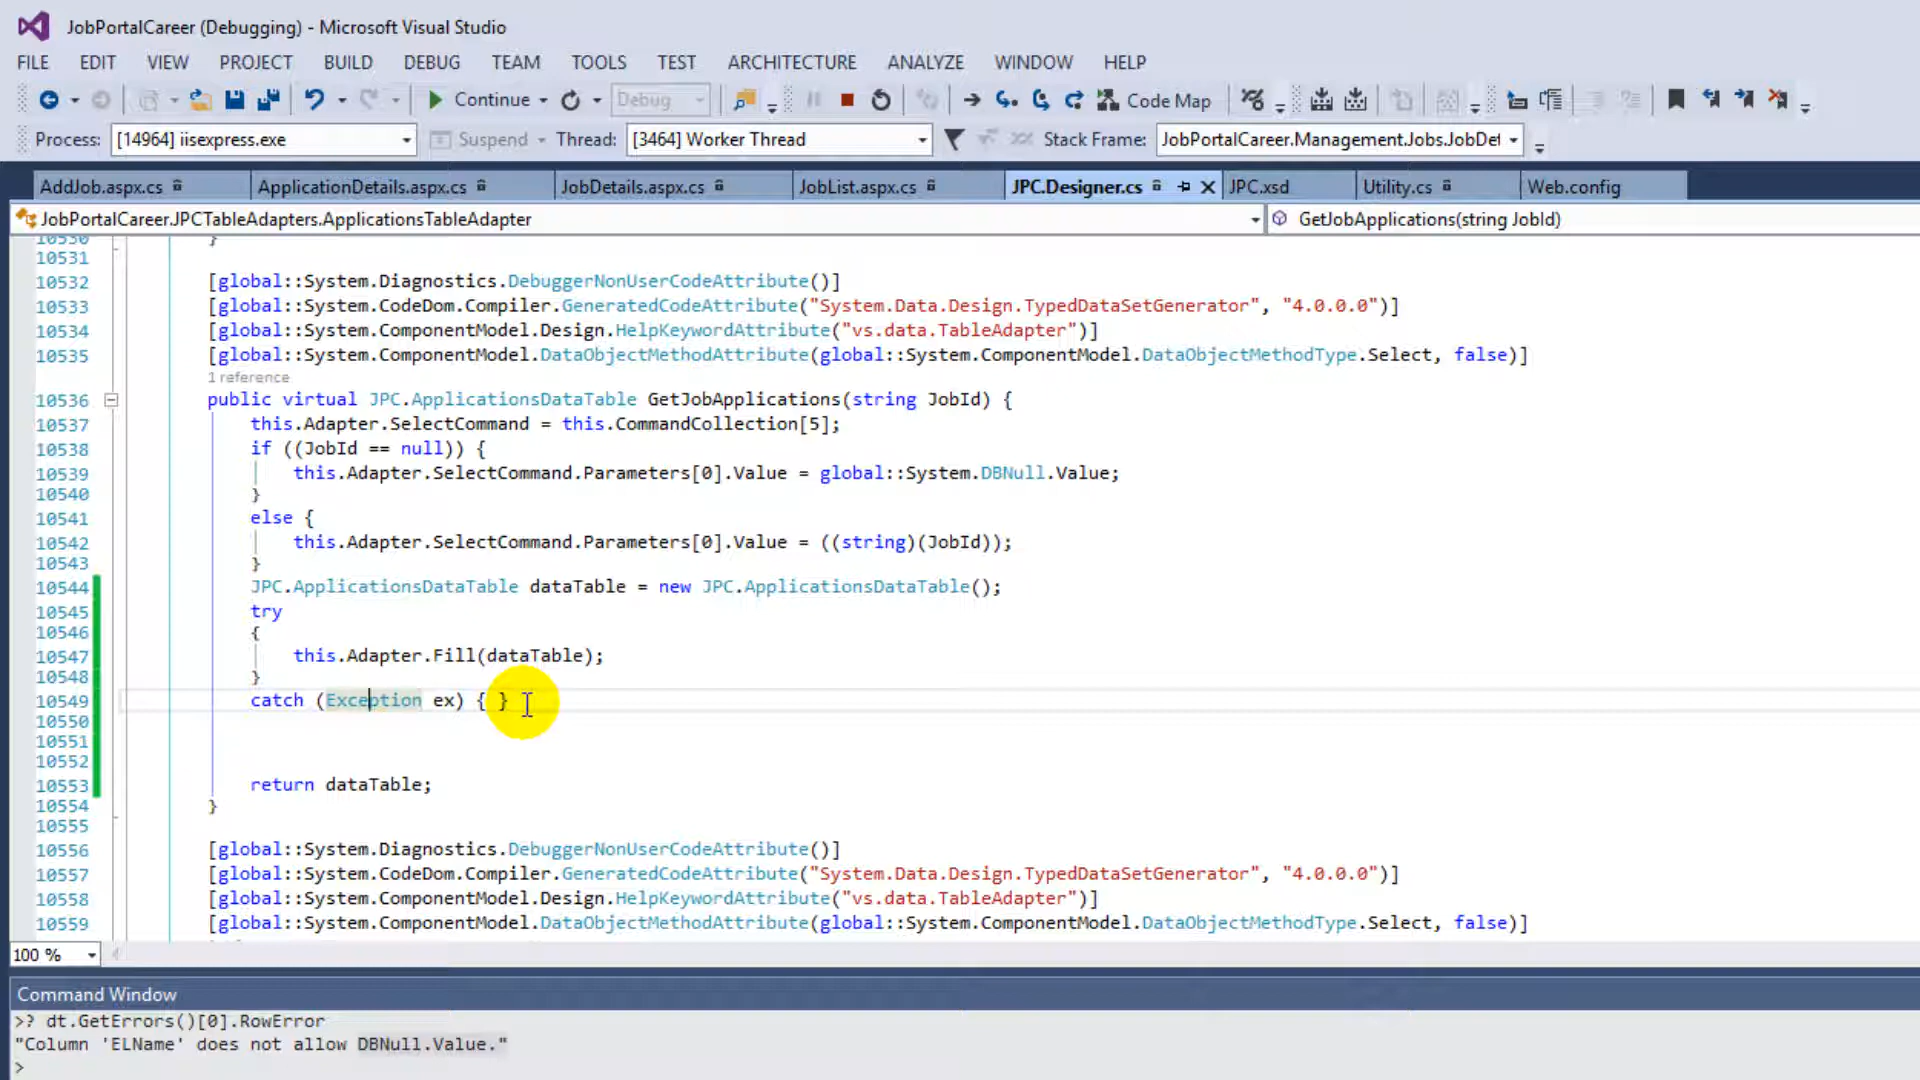 JobPortalCareer (Debugging) - Microsoft Visual Studio
FILE EDIT VIEW PROJECT BUILD DEBUG TEAM TOOLS TEST ARCHITECTURE ANALYZE WINDOW HELP
Continue Debug Code Map
Process: [14964] iisexpress.exe Suspend Thread: [3464] Worker Thread Stack Frame: JobPortalCareer.Management.Jobs.JobDet
AddJob.aspx.cs ApplicationDetails.aspx.cs JobDetails.aspx.cs JobList.aspx.cs JPC.Designer.cs JPC.xsd Utility.cs Web.config
JobPortalCareer.JPCTableAdapters.ApplicationsTableAdapter GetJobApplications(string JobId)
10530 }
10531
10532 [global::System.Diagnostics.DebuggerNonUserCodeAttribute()]
10533 [global::System.CodeDom.Compiler.GeneratedCodeAttribute("System.Data.Design.TypedDataSetGenerator", "4.0.0.0")]
10534 [global::System.ComponentModel.Design.HelpKeywordAttribute("vs.data.TableAdapter")]
10535 [global::System.ComponentModel.DataObjectMethodAttribute(global::System.ComponentModel.DataObjectMethodType.Select, false)]
1 reference
10536 public virtual JPC.ApplicationsDataTable GetJobApplications(string JobId) {
10537 this.Adapter.SelectCommand = this.CommandCollection[5];
10538 if ((JobId == null)) {
10539 this.Adapter.SelectCommand.Parameters[0].Value = global::System.DBNull.Value;
10540 }
10541 else {
10542 this.Adapter.SelectCommand.Parameters[0].Value = ((string)(JobId));
10543 }
10544 JPC.ApplicationsDataTable dataTable = new JPC.ApplicationsDataTable();
10545 try
10546 {
10547 this.Adapter.Fill(dataTable);
10548 }
10549 catch (Exception ex) { }
10550
10551
10552
10553 return dataTable;
10554 }
10555
10556 [global::System.Diagnostics.DebuggerNonUserCodeAttribute()]
10557 [global::System.CodeDom.Compiler.GeneratedCodeAttribute("System.Data.Design.TypedDataSetGenerator", "4.0.0.0")]
10558 [global::System.ComponentModel.Design.HelpKeywordAttribute("vs.data.TableAdapter")]
10559 [global::System.ComponentModel.DataObjectMethodAttribute(global::System.ComponentModel.DataObjectMethodType.Select, false)]
100 %
Command Window
>? dt.GetErrors()[0].RowError
"Column 'ELName' does not allow DBNull.Value."
>